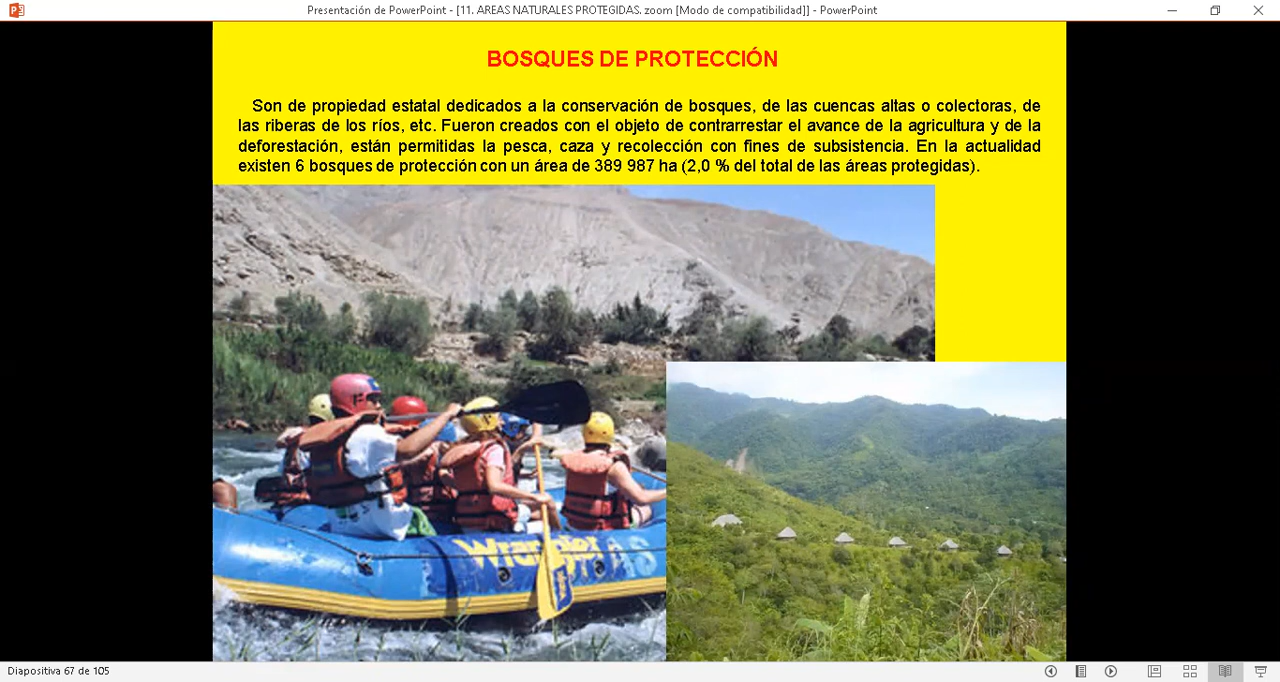 Presentación de PowerPoint - [11. AREAS NATURALES PROTEGIDAS. zoom [Modo de compatibilidad]] - PowerPoint
BOSQUES DE PROTECCIÓN
Son de propiedad estatal dedicados a la conservación de bosques, de las cuencas altas o colectoras, de
las riberas de los ríos, etc. Fueron creados con el objeto de contrarrestar el avance de la agricultura y de la
deforestación, están permitidas la pesca, caza y recolección con fines de subsistencia. En la actualidad
existen 6 bosques de protección con un área de 389 987 ha (2,0 % del total de las áreas protegidas).
Wrangler
Diapositiva 67 de 105